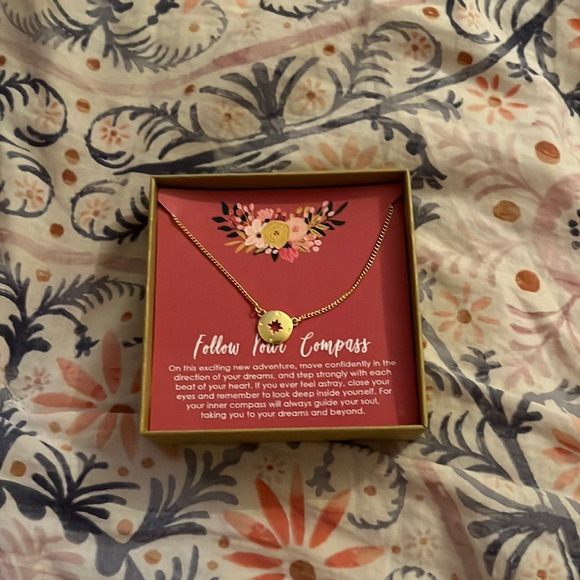 Follow Your Compass
On this exciting new adventure, move confidently in the
direction of your dreams, and step strongly with each
beat of your heart. If you ever feel astray, close your
eyes and remember to look deep inside yourself. For
your inner compass will always guide your soul,
taking you to your dreams and beyond.